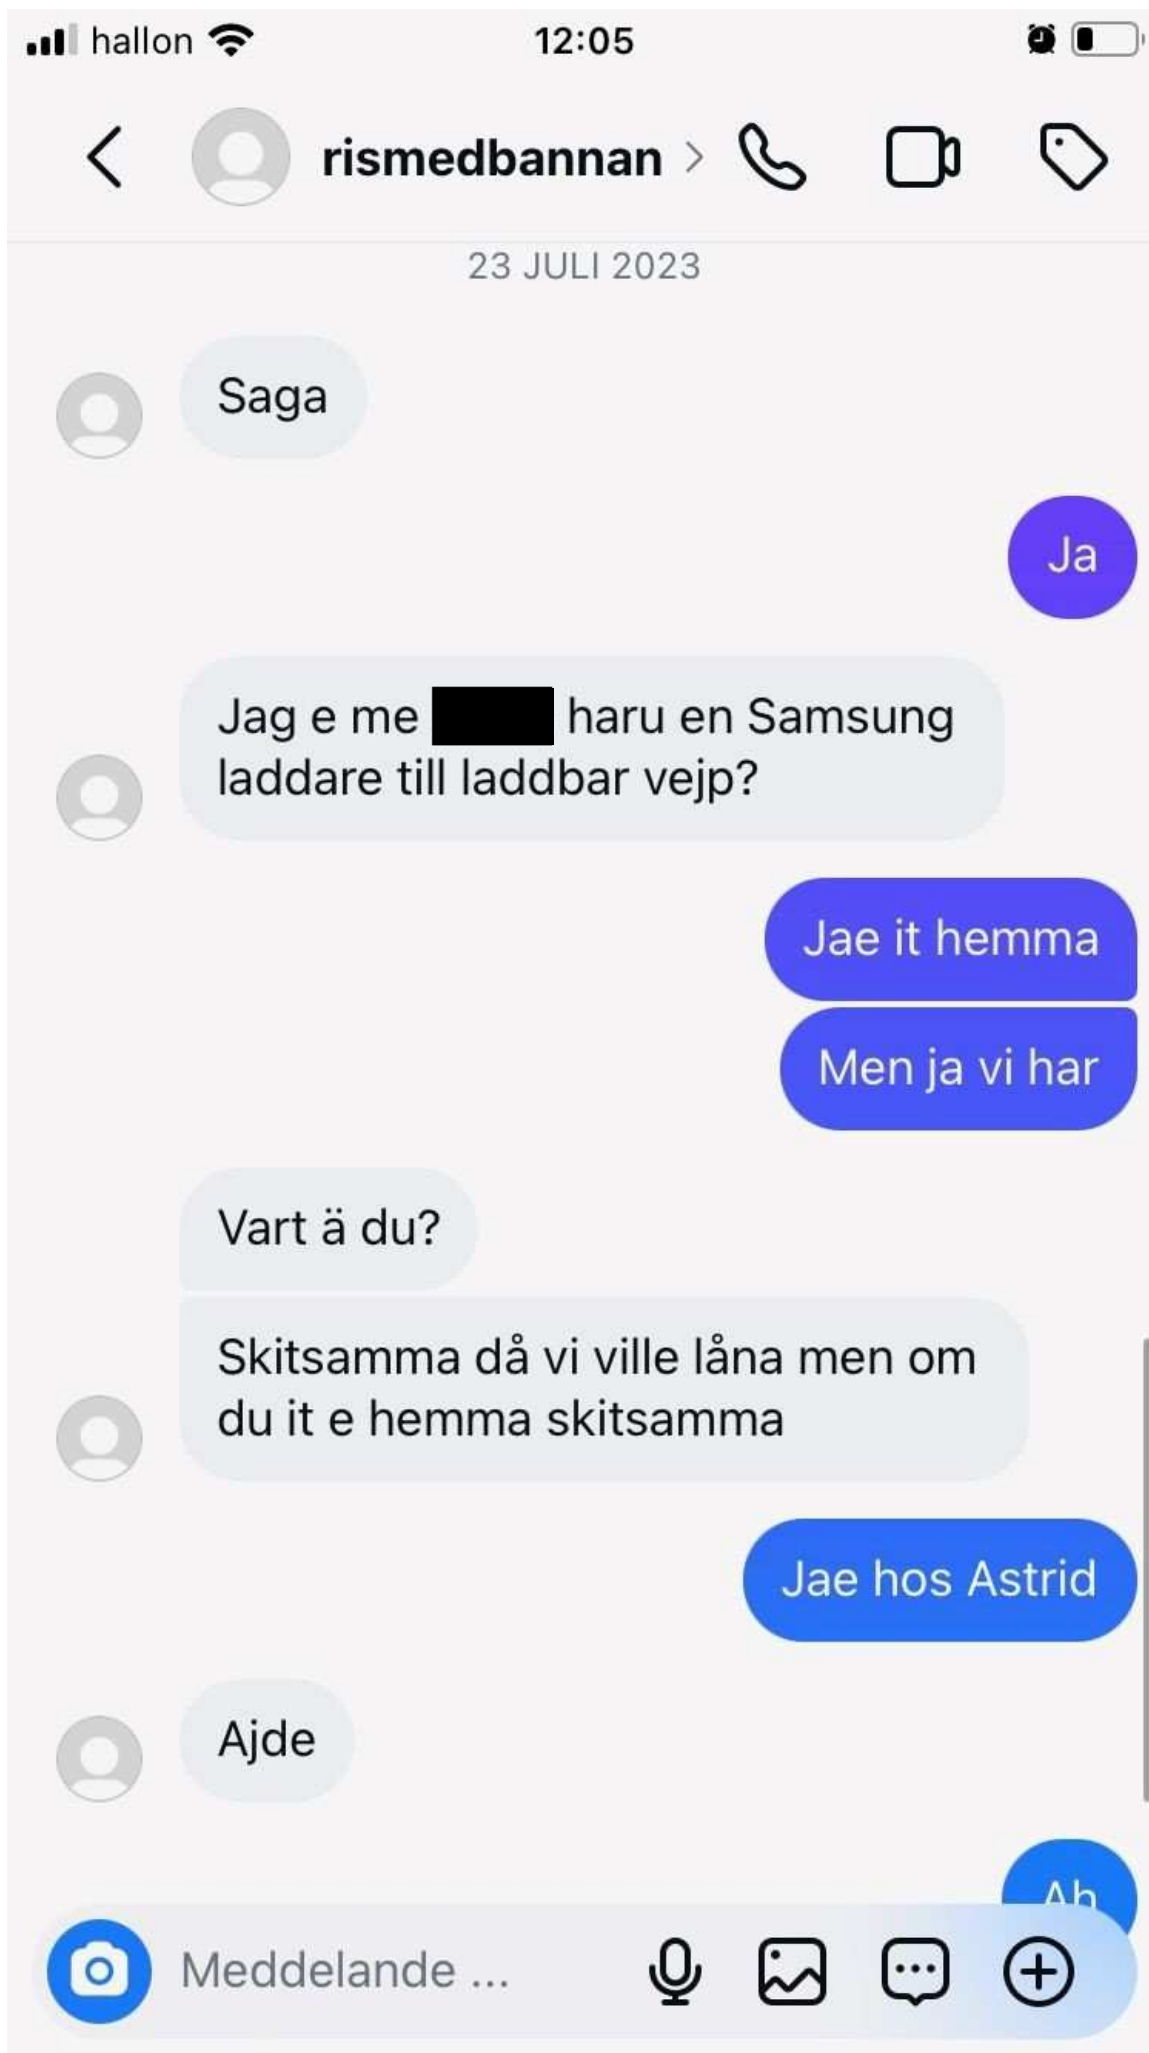 hallon
12:05
rismedbannan
23 JULI 2023
Saga
Ja
Jag e me haru en Samsung
laddare till laddbar vejp?
Jae it hemma
Men ja vi har
Vart ä du?
Skitsamma då vi ville låna men om
du it e hemma skitsamma
Jae hos Astrid
Ajde
Ah
Meddelande ...